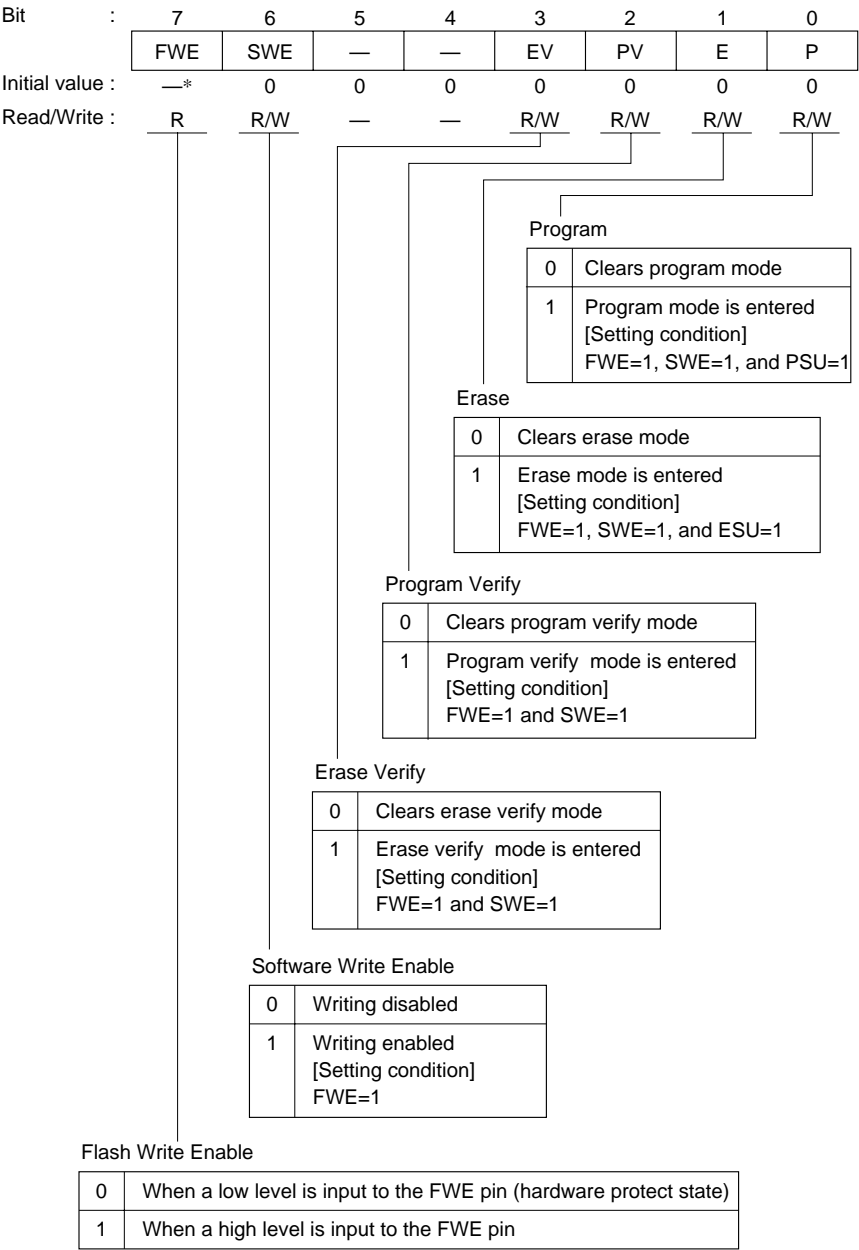 Bit : 7 6 5 4 3 2 1 0
FWE SWE — — EV PV E P
Initial value : —* 0 0 0 0 0 0 0
Read/Write : R R/W — — R/W R/W R/W R/W
Program
0 Clears program mode
1 Program mode is entered
[Setting condition]
FWE=1, SWE=1, and PSU=1
Erase
0 Clears erase mode
1 Erase mode is entered
[Setting condition]
FWE=1, SWE=1, and ESU=1
Program Verify
0 Clears program verify mode
1 Program verify mode is entered
[Setting condition]
FWE=1 and SWE=1
Erase Verify
0 Clears erase verify mode
1 Erase verify mode is entered
[Setting condition]
FWE=1 and SWE=1
Software Write Enable
0 Writing disabled
1 Writing enabled
[Setting condition]
FWE=1
Flash Write Enable
0 When a low level is input to the FWE pin (hardware protect state)
1 When a high level is input to the FWE pin